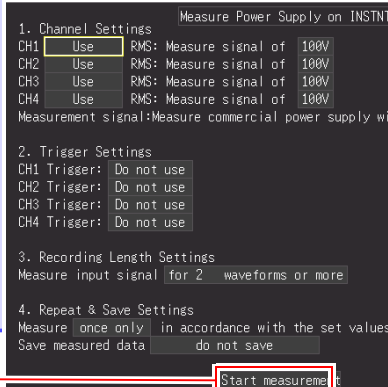 Measure Power Supply on INSTNT
1. Channel Settings
CH1 Use RMS: Measure signal of 100V
CH2 Use RMS: Measure signal of 100V
CH3 Use RMS: Measure signal of 100V
CH4 Use RMS: Measure signal of 100V
Measurement signal:Measure commercial power supply wi
2. Trigger Settings
CH1 Trigger: Do not use
CH2 Trigger: Do not use
CH3 Trigger: Do not use
CH4 Trigger: Do not use
3. Recording Length Settings
Measure input signal for 2 waveforms or more
4. Repeat & Save Settings
Measure once only in accordance with the set values
Save measured data do not save
Start measurement